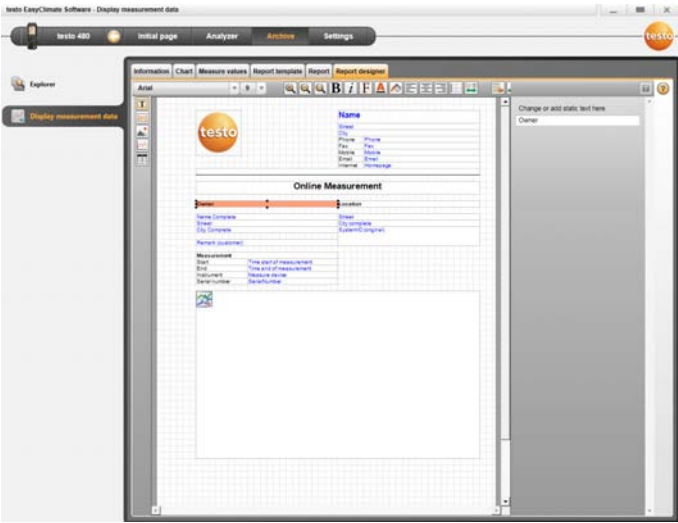 testo EasyClimate Software - Display measurement data
testo 480
Initial page
Analyzer
Archive
Settings
testo
Explorer
Display measurement data
Information
Chart
Measure values
Report template
Report
Report designer
Arial
9
B
i
F
A
T
Change or add static text here
Owner
testo
Name
Street
City
Phone Phone
Fax Fax
Mobile Mobile
Email Email
Internet Homepage
Online Measurement
Owner
Location
Name Complete
Street
Street
City complete
City Complete
System/D (original)
Remark (customer)
Measurement
Start Time start of measurement
End Time end of measurement
Instrument Measure device
Serial number SerialNumber